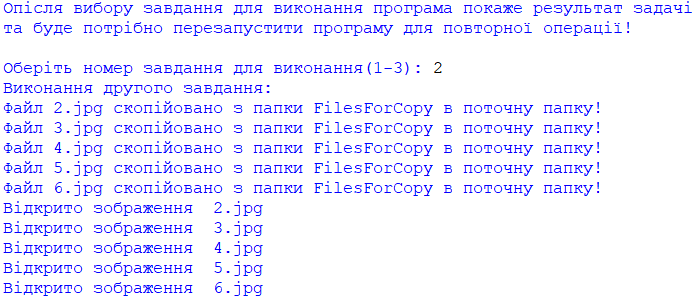 Опісля вибору завдання для виконання програма покаже результат задачі
та буде потрібно перезапустити програму для повторної операції!
Оберіть номер завдання для виконання(1-3): 2
Виконання другого завдання:
Файл 2.jpg скопійовано з папки FilesForCopy в поточну папку!
Файл 3.jpg скопійовано з папки FilesForCopy в поточну папку!
Файл 4.jpg скопійовано з папки FilesForCopy в поточну папку!
Файл 5.jpg скопійовано з папки FilesForCopy в поточну папку!
Файл 6.jpg скопійовано з папки FilesForCopy в поточну папку!
Відкрито зображення  2.jpg
Відкрито зображення  3.jpg
Відкрито зображення  4.jpg
Відкрито зображення  5.jpg
Відкрито зображення  6.jpg